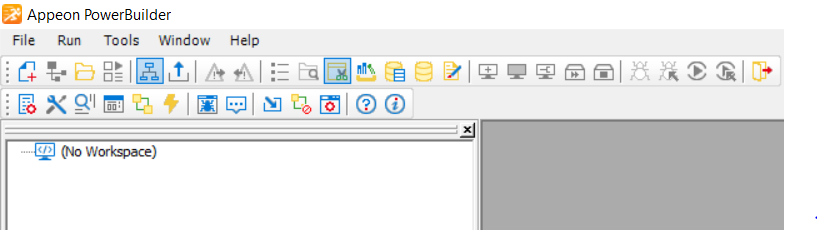 Appeon PowerBuilder
File Run Tools Window Help
(No Workspace)